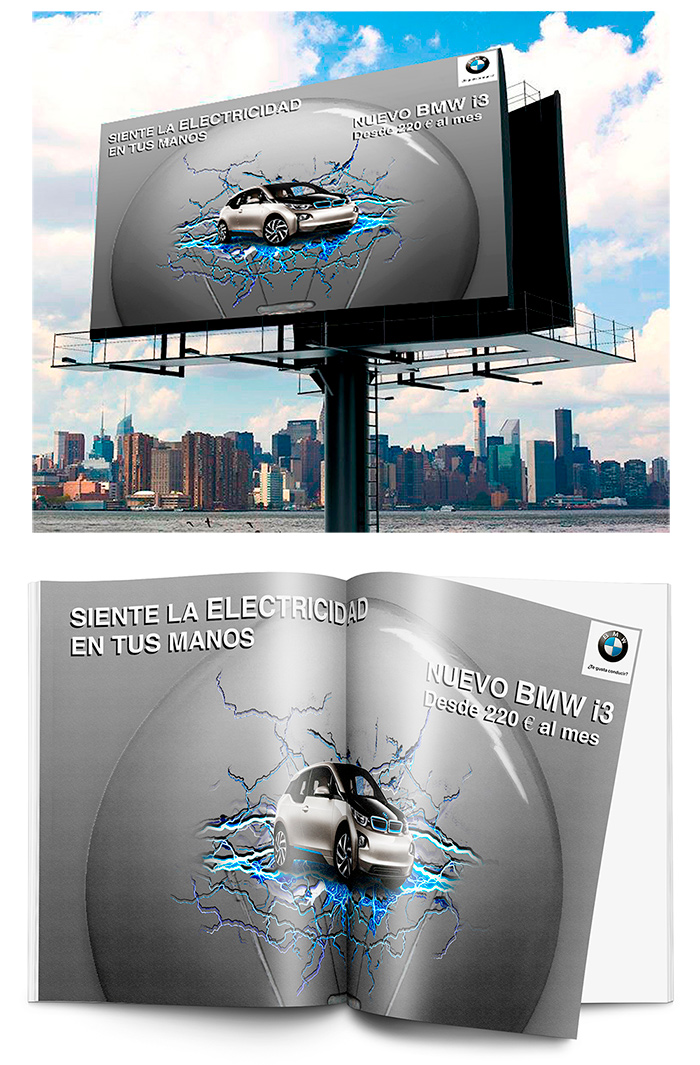 SIENTE LA ELECTRICIDAD
EN TUS MANOS
NUEVO BMW i3
Desde 220 € al mes
SIENTE LA ELECTRICIDAD
EN TUS MANOS
BMW
¿Te gusta conducir?
NUEVO BMW i3
Desde 220 € al mes